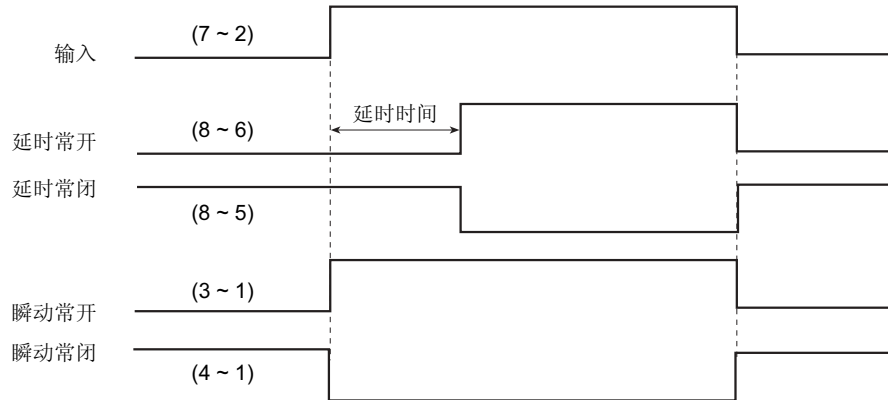 输入 (7 ~ 2)
延时时间
延时常开 (8 ~ 6)
延时常闭
(8 ~ 5)
瞬动常开 (3 ~ 1)
瞬动常闭
(4 ~ 1)